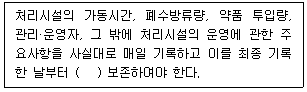 처리시설의 가동시간, 폐수방류량, 약품 투입량,
관리·운영자, 그 밖에 처리시설의 운영에 관한 주
요사항을 사실대로 매일 기록하고 이를 최종 기록
한 날부터 (    ) 보존하여야 한다.